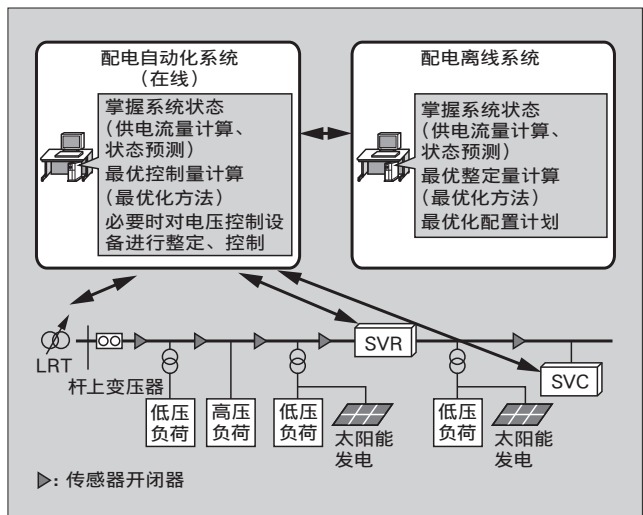 配电自动化系统
（在线）
掌握系统状态
（供电流量计算、
状态预测）
最优控制量计算
（最优化方法）
必要时对电压控制设
备进行整定、控制
配电离线系统
掌握系统状态
（供电流量计算、
状态预测）
最优整定量计算
（最优化方法）
最优化配置计划
LRT
杆上变压器
SVR
SVC
低压
负荷
高压
负荷
低压
负荷
太阳能
发电
低压
负荷
太阳能
发电
：传感器开闭器